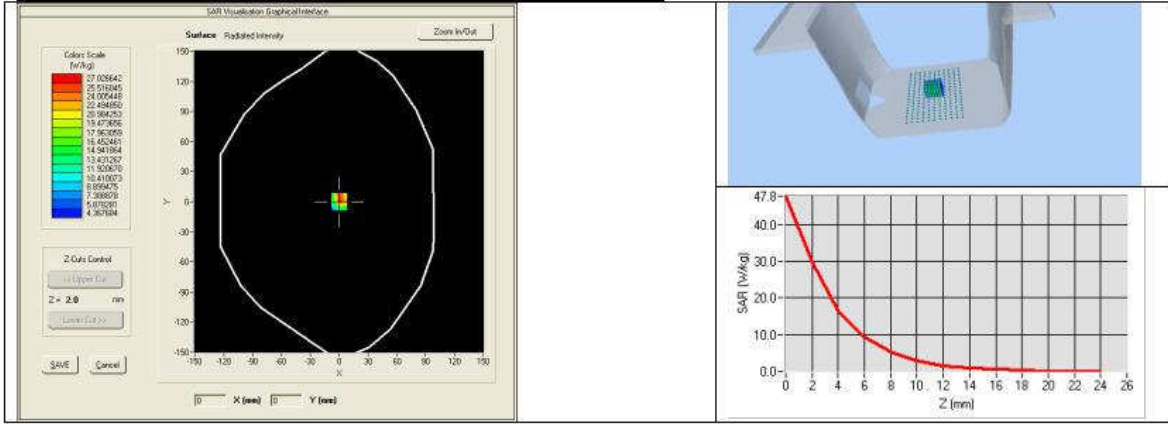 SAR Visualisation Graphical Interface
Surface Radiated Intensity
Zoom In/Out
Colors Scale
(W/kg)
27.028642
25.516045
24.005448
22.494850
20.984253
19.473656
17.963059
16.452461
14.941864
13.431267
11.920670
10.410073
8.899475
7.388878
5.878281
4.367684
Z-Cuts Control
<< Upper Cut
Z = 2.0 mm
Lower Cut >>
SAVE Cancel
150
120
90
60
30
0
-30
-60
-90
-120
-150
Y
-150 -120 -90 -60 -30 0 30 60 90 120 150
X
0 X (mm) 0 Y (mm)
47.8
40.0
30.0
20.0
10.0
0.0
SAR (W/kg)
0 2 4 6 8 10 12 14 16 18 20 22 24 26
Z (mm)